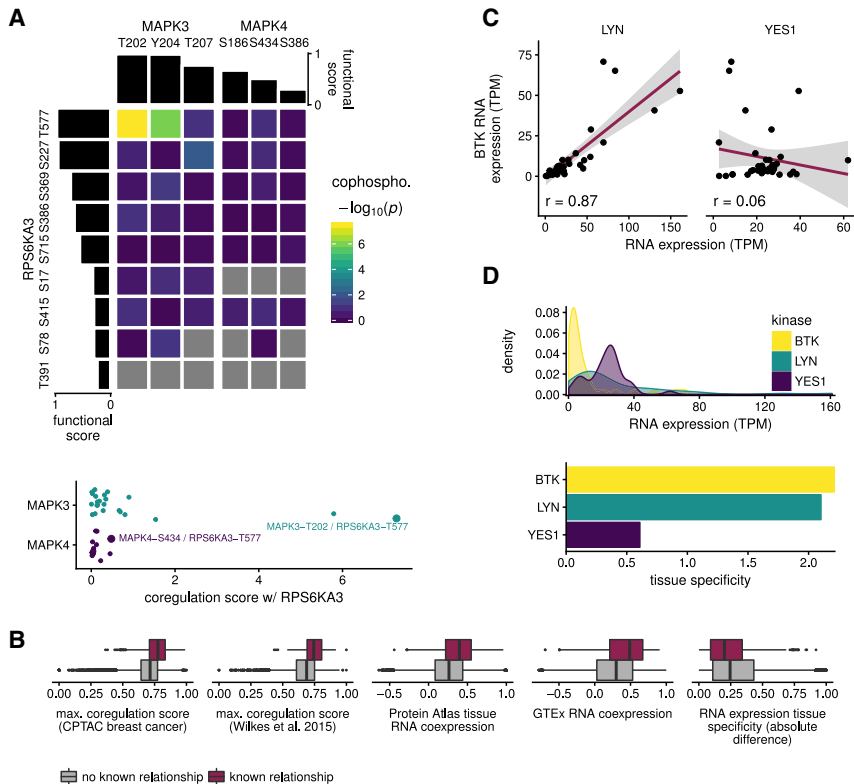 A
MAPK3 MAPK4
T202 Y204 T207 S186 S434 S386
1
0
functional score
RPS6KA3
T577
S227
S369
S386
S715
S17
S415
S78
T391
1 0
functional score
cophospho.
−log10(p)
6
4
2
0
MAPK3
MAPK4
MAPK3−T202 / RPS6KA3−T577
MAPK4−S434 / RPS6KA3−T577
0 2 4 6
coregulation score w/ RPS6KA3
C
LYN YES1
BTK RNA expression (TPM)
75
50
25
0
r = 0.87
r = 0.06
0 50 100 150 0 20 40 60
RNA expression (TPM)
D
density
0.08
0.06
0.04
0.02
0.00
kinase
BTK
LYN
YES1
0 40 80 120 160
RNA expression (TPM)
BTK
LYN
YES1
0.0 0.5 1.0 1.5 2.0
tissue specificity
B
0.00 0.25 0.50 0.75 1.00
max. coregulation score
(CPTAC breast cancer)
0.00 0.25 0.50 0.75 1.00
max. coregulation score
(Wilkes et al. 2015)
−0.5 0.0 0.5 1.0
Protein Atlas tissue
RNA coexpression
−0.5 0.0 0.5 1.0
GTEx RNA coexpression
0.00 0.25 0.50 0.75 1.00
RNA expression tissue
specificity (absolute
difference)
no known relationship known relationship